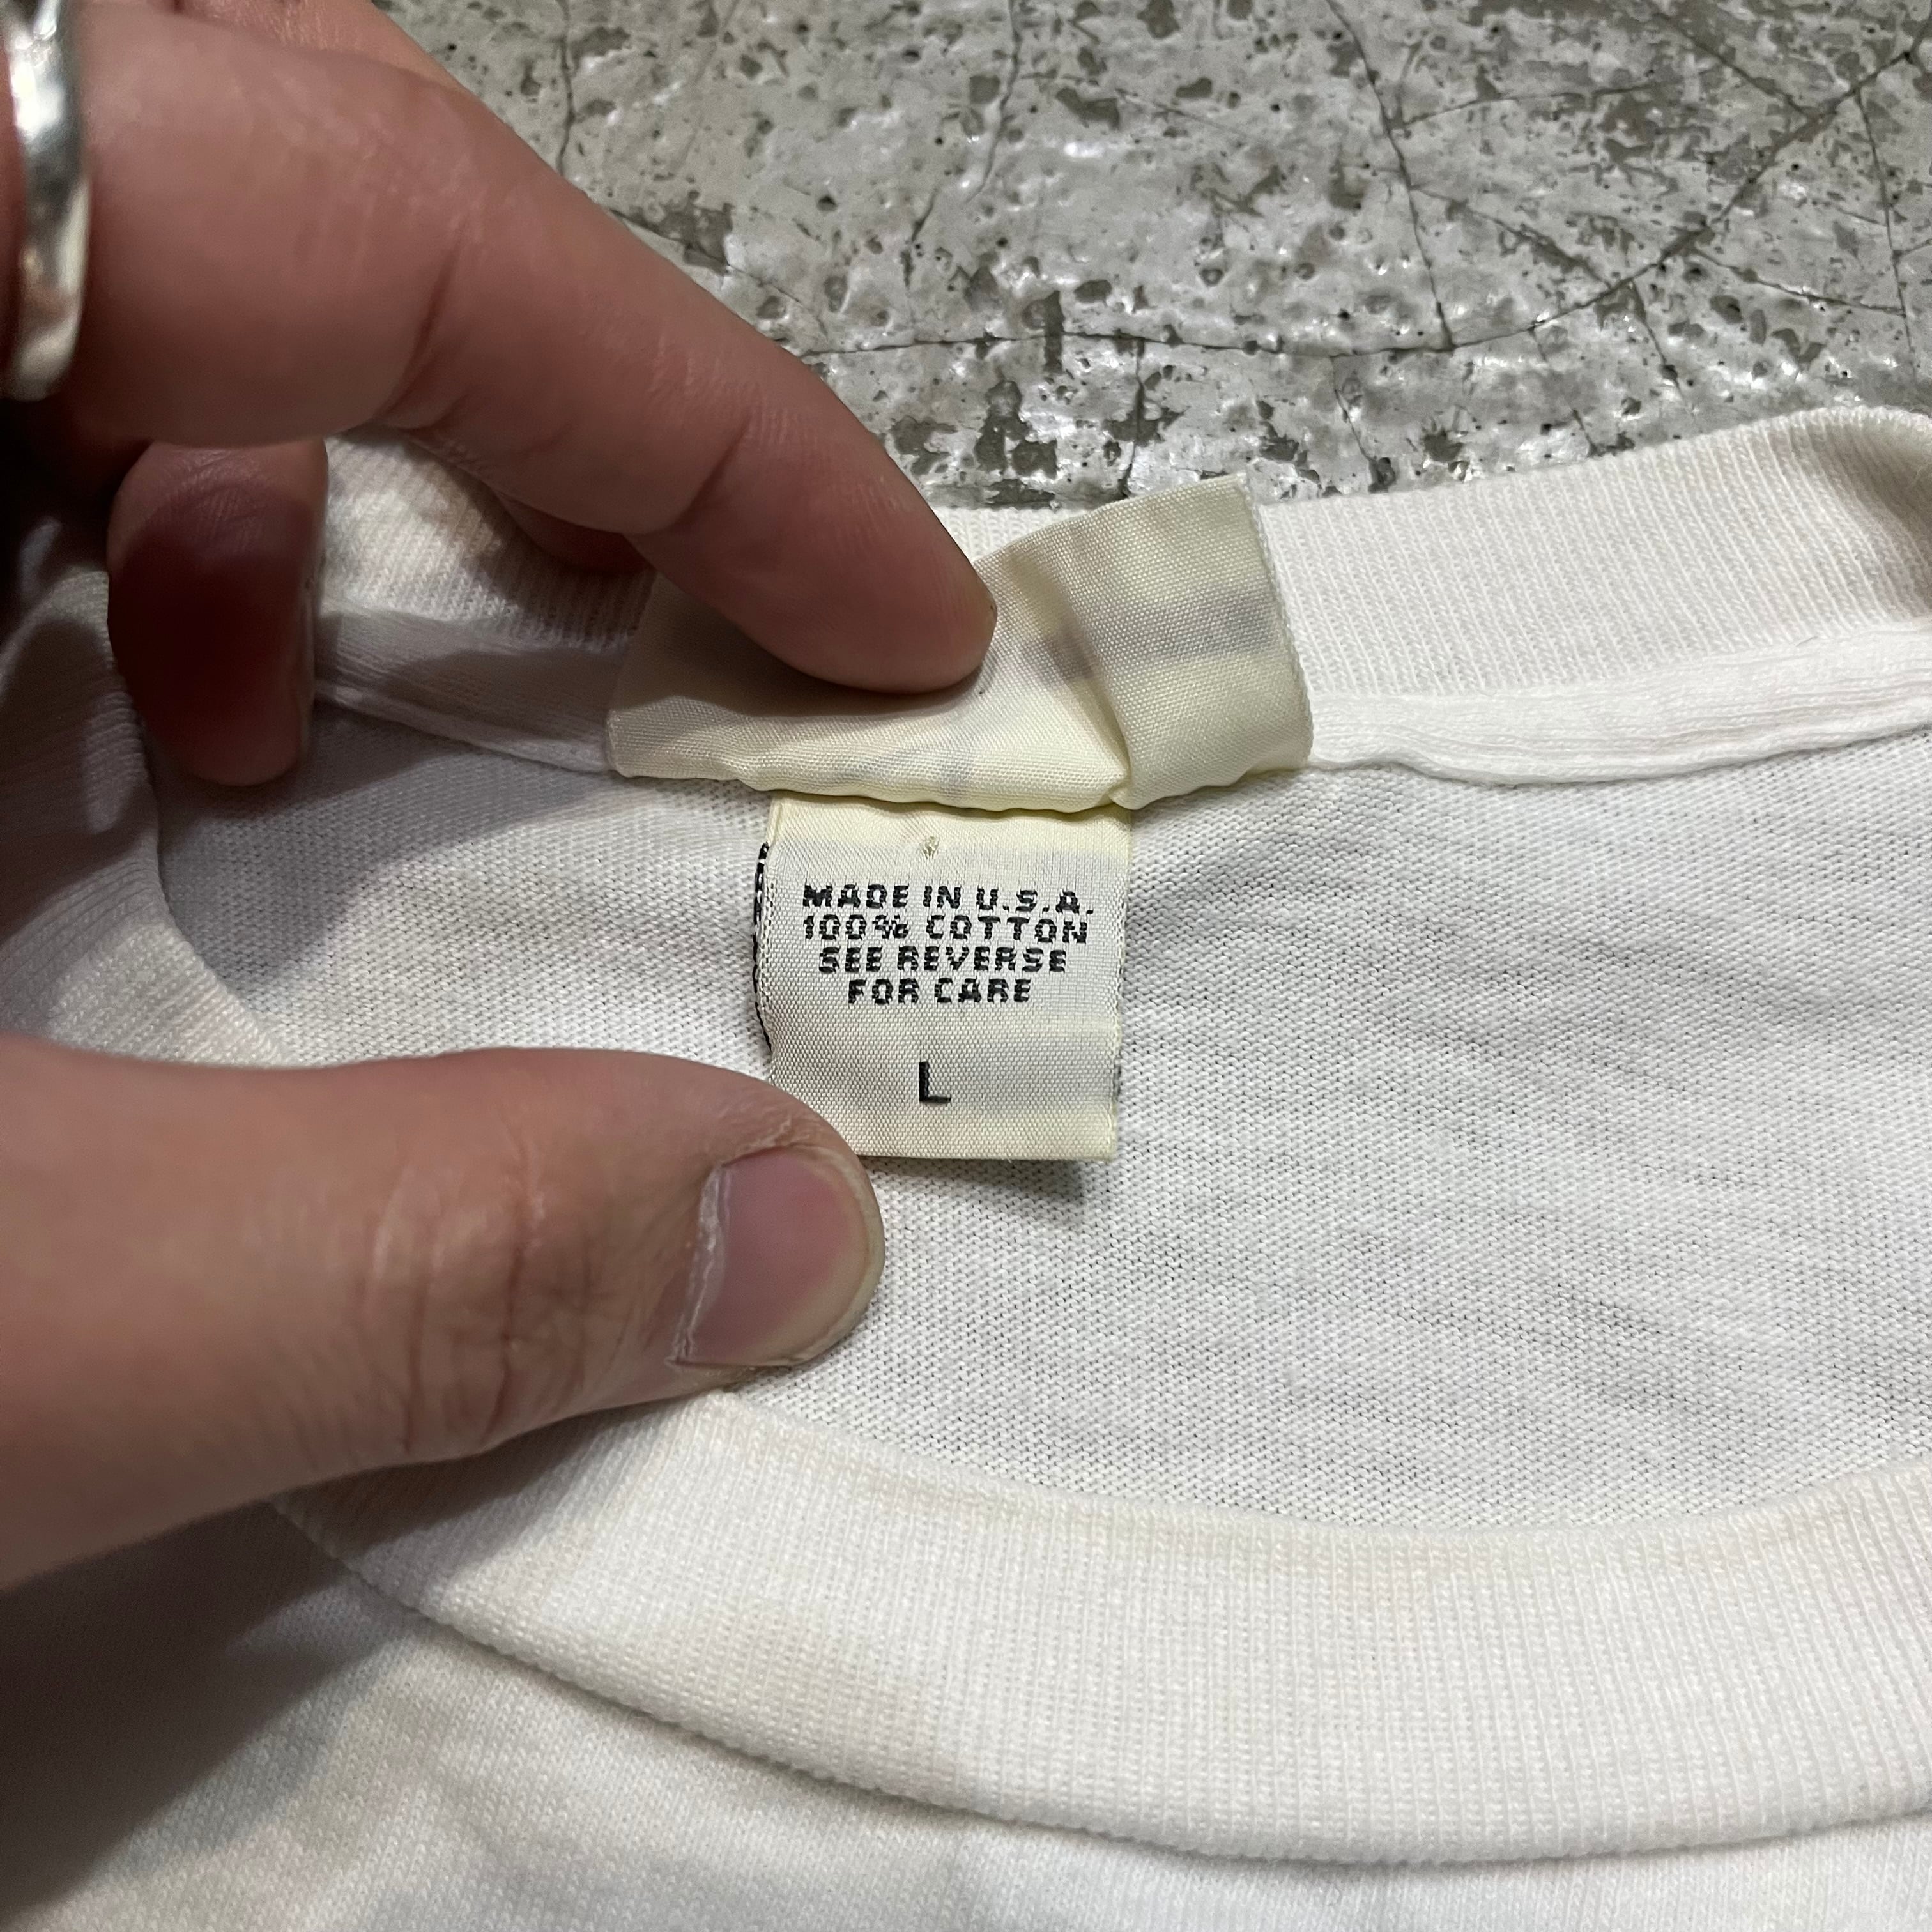 MADE IN U.S.A.
100% COTTON
SEE REVERSE
FOR CARE
L